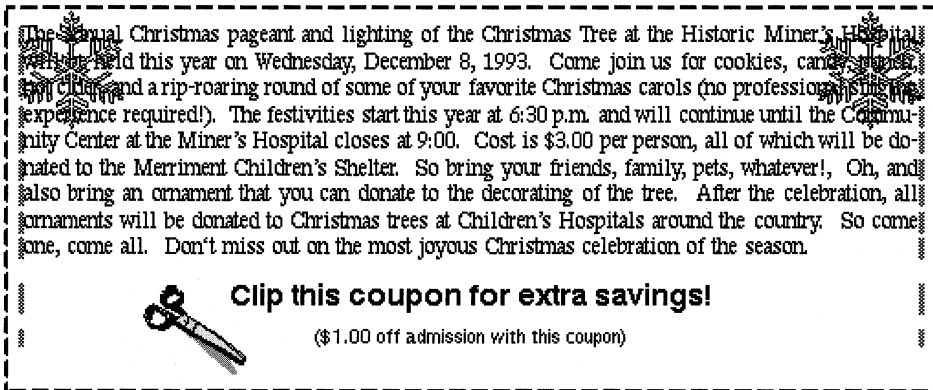 The Annual Christmas pageant and lighting of the Christmas Tree at the Historic Miner's Hospital
will be held this year on Wednesday, December 8, 1993. Come join us for cookies, candy, punch,
hot cider, and a rip-roaring round of some of your favorite Christmas carols (no professional singing
experience required!). The festivities start this year at 6:30 p.m. and will continue until the Commu-
nity Center at the Miner's Hospital closes at 9:00. Cost is $3.00 per person, all of which will be do-
nated to the Merriment Children's Shelter. So bring your friends, family, pets, whatever!, Oh, and
also bring an ornament that you can donate to the decorating of the tree. After the celebration, all
ornaments will be donated to Christmas trees at Children's Hospitals around the country. So come
one, come all. Don't miss out on the most joyous Christmas celebration of the season.
Clip this coupon for extra savings!
($1.00 off admission with this coupon)